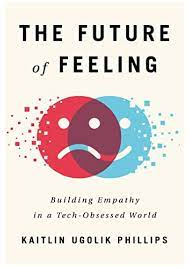 THE FUTURE
of FEELING
Building Empathy
in a Tech-Obsessed World
KAITLIN UGOLIK PHILLIPS